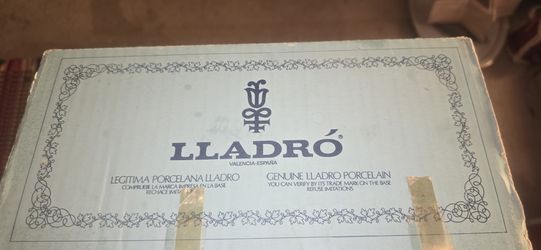 LLADRÓ®
VALENCIA-ESPAÑA
LEGITIMA PORCELANA LLADRO
COMPRUEBE LA MARCA IMPRESA EN LA BASE
RECHACE
GENUINE LLADRO PORCELAIN
YOU CAN VERIFY BY ITS TRADE MARK ON THE BASE
REFUSE IMITATIONS